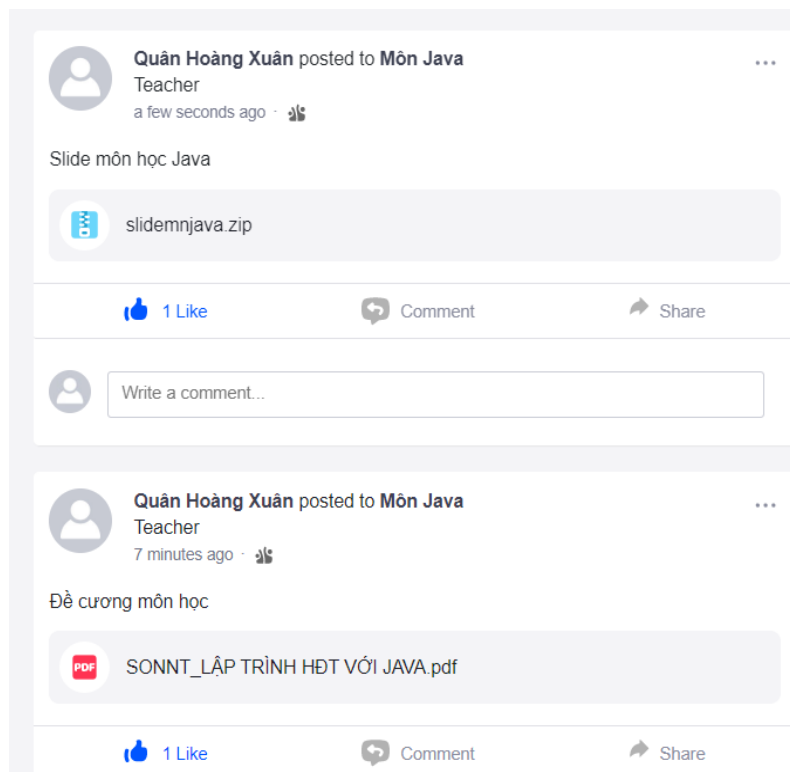 Quân Hoàng Xuân posted to Môn Java
Teacher
a few seconds ago ·
Slide môn học Java
slidemnjava.zip
1 Like Comment Share
Write a comment...
Quân Hoàng Xuân posted to Môn Java
Teacher
7 minutes ago ·
Đề cương môn học
PDF SONNT_LẬP TRÌNH HĐT VỚI JAVA.pdf
1 Like Comment Share